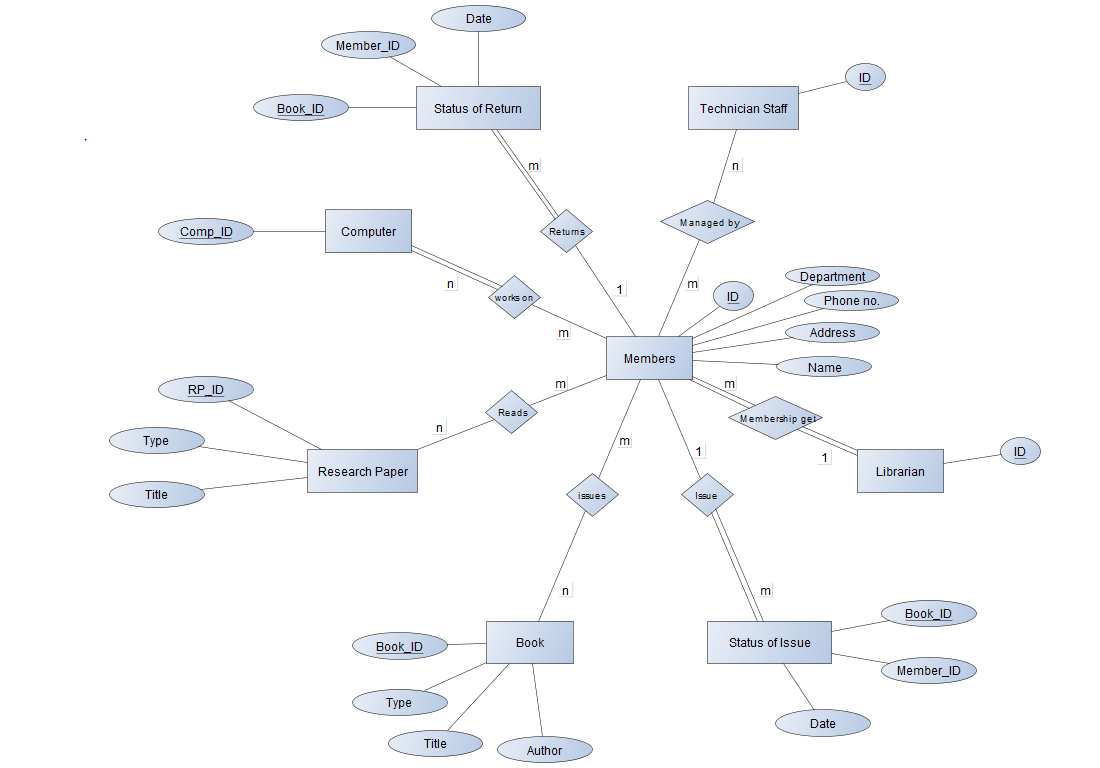 Date
Member_ID
Book_ID
Status of Return
Technician Staff
ID
m
n
Comp_ID
Computer
Returns
Managed by
n
works on
1
m
ID
Department
Phone no.
Address
Name
m
Members
RP_ID
Type
Title
Research Paper
n
Reads
m
m
Membership get
1
Librarian
ID
m
1
issues
Issue
n
m
Book_ID
Type
Title
Author
Book
Status of Issue
Book_ID
Member_ID
Date